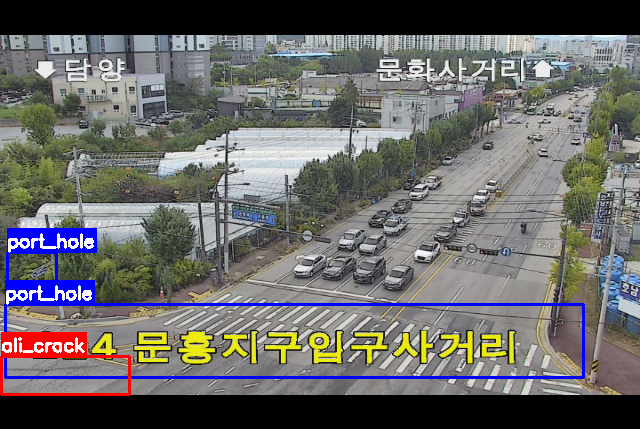 ⬇담양
문화사거리⬆
port_hole
port_hole
ali_crack
4 문흥지구입구사거리